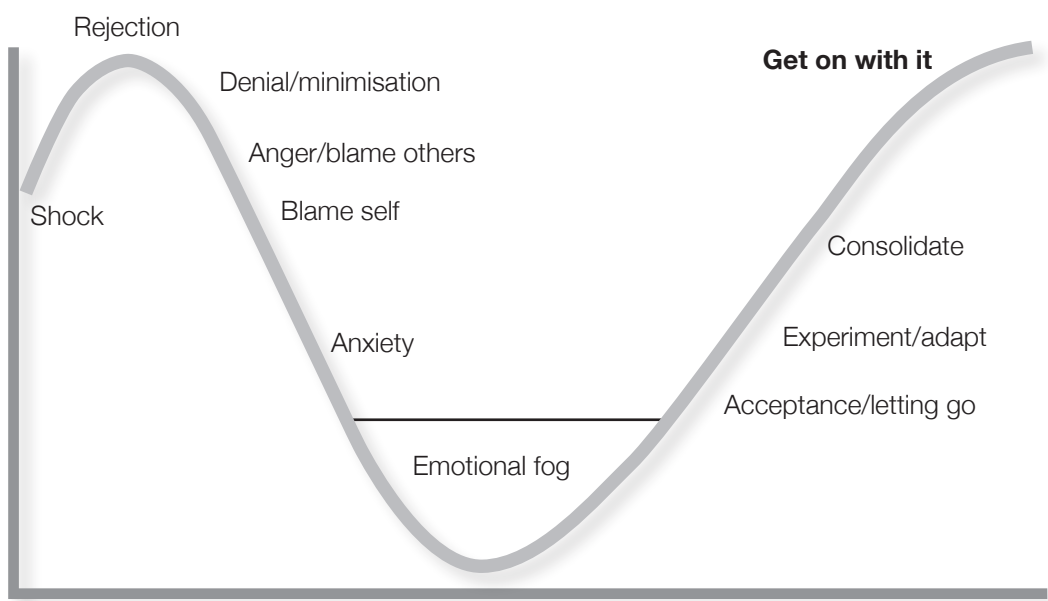 Rejection
Get on with it
Denial/minimisation
Anger/blame others
Blame self
Shock
Consolidate
Experiment/adapt
Anxiety
Acceptance/letting go
Emotional fog